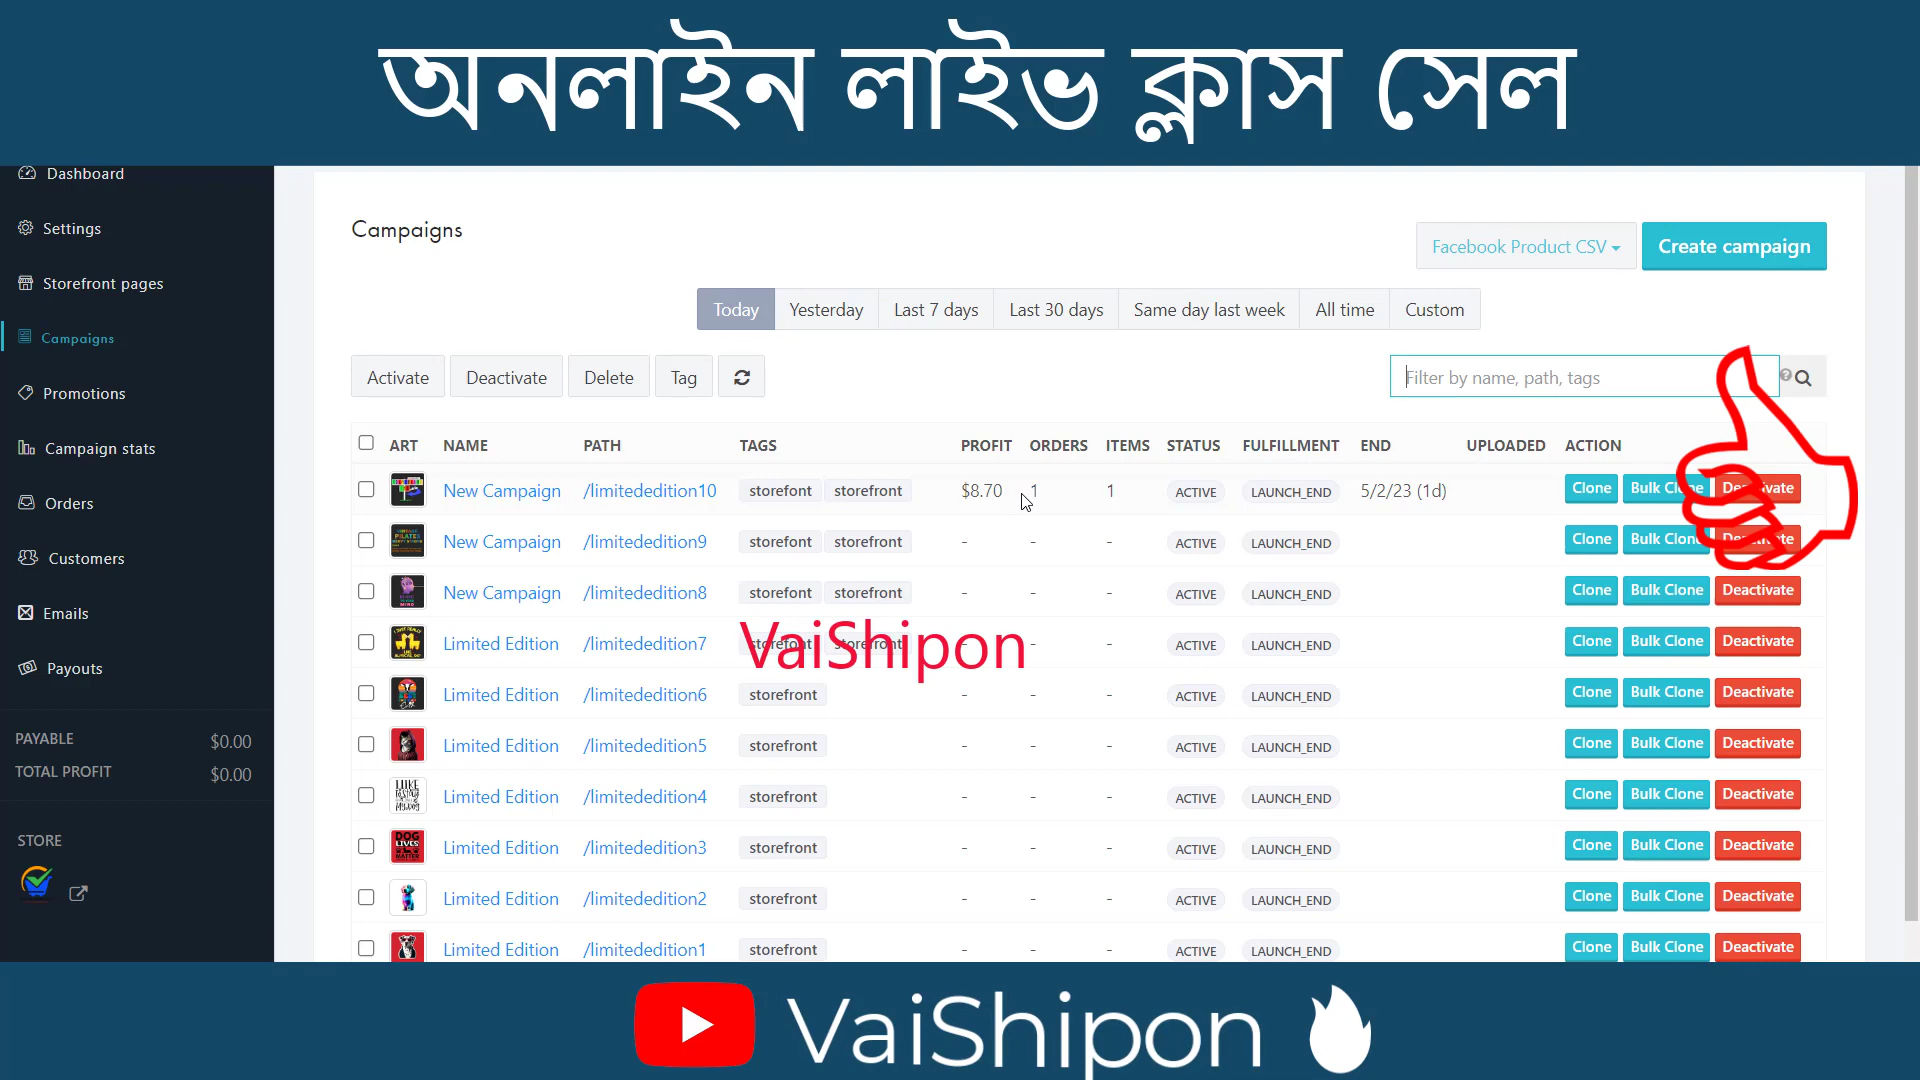 অনলাইন লাইভ ক্লাস সেল
Dashboard
Settings
Storefront pages
Campaigns
Promotions
Campaign stats
Orders
Customers
Emails
Payouts
PAYABLE $0.00
TOTAL PROFIT $0.00
STORE
Campaigns
Facebook Product CSV
Create campaign
Today Yesterday Last 7 days Last 30 days Same day last week All time Custom
Activate Deactivate Delete Tag
Filter by name, path, tags
ART NAME PATH TAGS PROFIT ORDERS ITEMS STATUS FULFILLMENT END UPLOADED ACTION
New Campaign /limitededition10 storefont storefront $8.70 1 1 ACTIVE LAUNCH_END 5/2/23 (1d) Clone Bulk Clone Deactivate
New Campaign /limitededition9 storefont storefront - - - ACTIVE LAUNCH_END Clone Bulk Clone Deactivate
New Campaign /limitededition8 storefont storefront - - - ACTIVE LAUNCH_END Clone Bulk Clone Deactivate
Limited Edition /limitededition7 storefont storefront - - - ACTIVE LAUNCH_END Clone Bulk Clone Deactivate
VaiShipon
Limited Edition /limitededition6 storefront - - - ACTIVE LAUNCH_END Clone Bulk Clone Deactivate
Limited Edition /limitededition5 storefront - - - ACTIVE LAUNCH_END Clone Bulk Clone Deactivate
Limited Edition /limitededition4 storefront - - - ACTIVE LAUNCH_END Clone Bulk Clone Deactivate
DOG LIVES MATTER
Limited Edition /limitededition3 storefront - - - ACTIVE LAUNCH_END Clone Bulk Clone Deactivate
Limited Edition /limitededition2 storefront - - - ACTIVE LAUNCH_END Clone Bulk Clone Deactivate
Limited Edition /limitededition1 storefront - - - ACTIVE LAUNCH_END Clone Bulk Clone Deactivate
VaiShipon